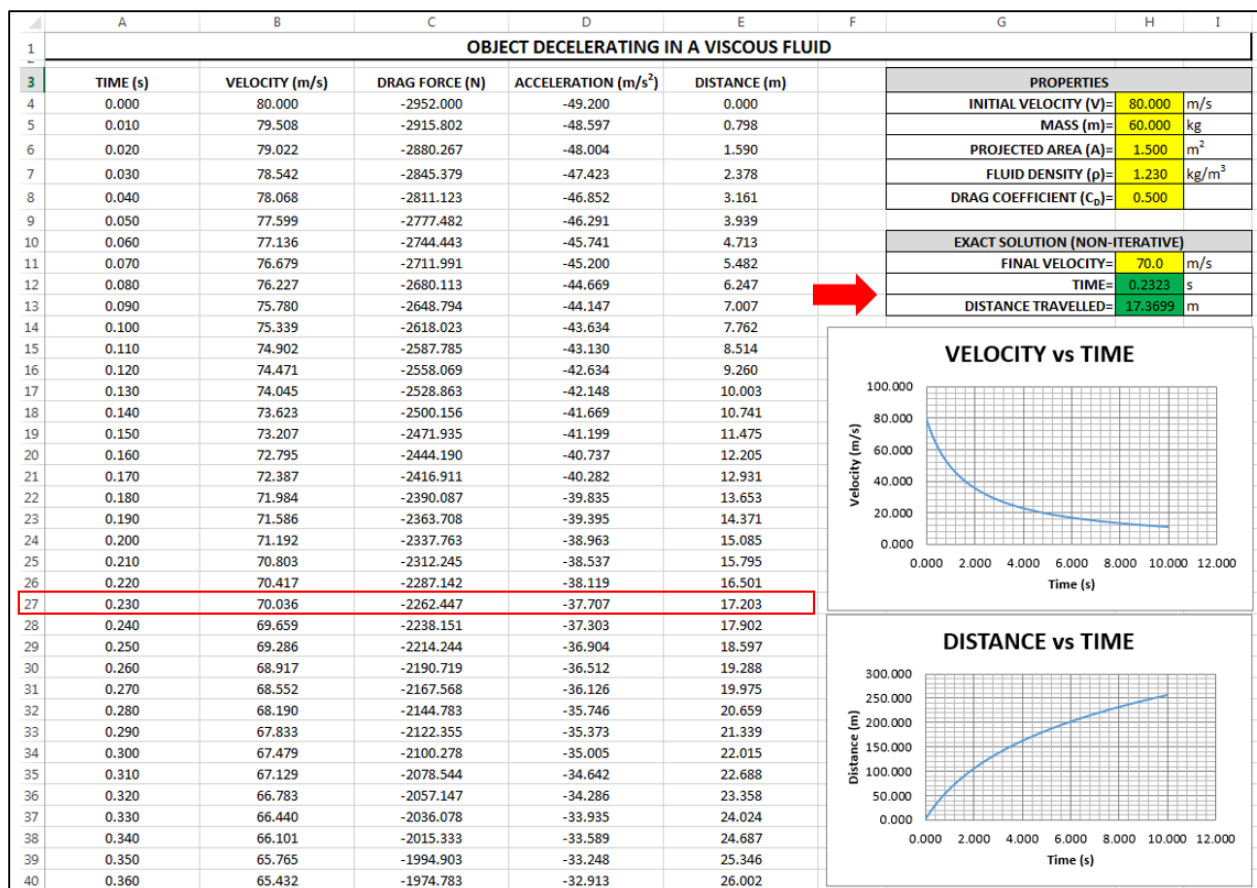 A B C D E F G H I
1 OBJECT DECELERATING IN A VISCOUS FLUID
3 TIME (s) VELOCITY (m/s) DRAG FORCE (N) ACCELERATION (m/s²) DISTANCE (m) PROPERTIES
4 0.000 80.000 -2952.000 -49.200 0.000 INITIAL VELOCITY (V)= 80.000 m/s
5 0.010 79.508 -2915.802 -48.597 0.798 MASS (m)= 60.000 kg
6 0.020 79.022 -2880.267 -48.004 1.590 PROJECTED AREA (A)= 1.500 m²
7 0.030 78.542 -2845.379 -47.423 2.378 FLUID DENSITY (ρ)= 1.230 kg/m³
8 0.040 78.068 -2811.123 -46.852 3.161 DRAG COEFFICIENT (C_D)= 0.500
9 0.050 77.599 -2777.482 -46.291 3.939
10 0.060 77.136 -2744.443 -45.741 4.713 EXACT SOLUTION (NON-ITERATIVE)
11 0.070 76.679 -2711.991 -45.200 5.482 FINAL VELOCITY= 70.0 m/s
12 0.080 76.227 -2680.113 -44.669 6.247 TIME= 0.2323 s
13 0.090 75.780 -2648.794 -44.147 7.007 DISTANCE TRAVELLED= 17.3699 m
14 0.100 75.339 -2618.023 -43.634 7.762
15 0.110 74.902 -2587.785 -43.130 8.514
16 0.120 74.471 -2558.069 -42.634 9.260
17 0.130 74.045 -2528.863 -42.148 10.003
18 0.140 73.623 -2500.156 -41.669 10.741
19 0.150 73.207 -2471.935 -41.199 11.475
20 0.160 72.795 -2444.190 -40.737 12.205
21 0.170 72.387 -2416.911 -40.282 12.931
22 0.180 71.984 -2390.087 -39.835 13.653
23 0.190 71.586 -2363.708 -39.395 14.371
24 0.200 71.192 -2337.763 -38.963 15.085
25 0.210 70.803 -2312.245 -38.537 15.795
26 0.220 70.417 -2287.142 -38.119 16.501
27 0.230 70.036 -2262.447 -37.707 17.203
28 0.240 69.659 -2238.151 -37.303 17.902
29 0.250 69.286 -2214.244 -36.904 18.597
30 0.260 68.917 -2190.719 -36.512 19.288
31 0.270 68.552 -2167.568 -36.126 19.975
32 0.280 68.190 -2144.783 -35.746 20.659
33 0.290 67.833 -2122.355 -35.373 21.339
34 0.300 67.479 -2100.278 -35.005 22.015
35 0.310 67.129 -2078.544 -34.642 22.688
36 0.320 66.783 -2057.147 -34.286 23.358
37 0.330 66.440 -2036.078 -33.935 24.024
38 0.340 66.101 -2015.333 -33.589 24.687
39 0.350 65.765 -1994.903 -33.248 25.346
40 0.360 65.432 -1974.783 -32.913 26.002
VELOCITY vs TIME
Velocity (m/s)
100.000
80.000
60.000
40.000
20.000
0.000
0.000 2.000 4.000 6.000 8.000 10.000 12.000
Time (s)
DISTANCE vs TIME
Distance (m)
300.000
250.000
200.000
150.000
100.000
50.000
0.000
0.000 2.000 4.000 6.000 8.000 10.000 12.000
Time (s)